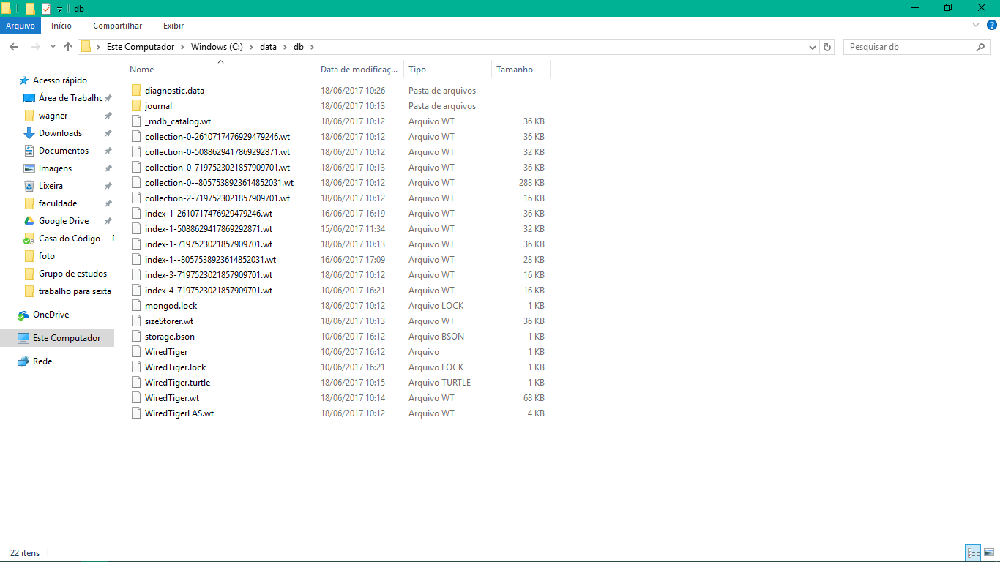 db
Arquivo Início Compartilhar Exibir
Este Computador Windows (C:) data db
Pesquisar db
Nome Data de modificaç... Tipo Tamanho
Acesso rápido
Área de Trabalho
wagner
Downloads
Documentos
Imagens
Lixeira
faculdade
Google Drive
Casa do Código --
foto
Grupo de estudos
trabalho para sexta
OneDrive
Este Computador
Rede
diagnostic.data 18/06/2017 10:26 Pasta de arquivos
journal 18/06/2017 10:13 Pasta de arquivos
_mdb_catalog.wt 18/06/2017 10:12 Arquivo WT 36 KB
collection-0-2610717476929479246.wt 18/06/2017 10:12 Arquivo WT 36 KB
collection-0-5088629417869292871.wt 18/06/2017 10:12 Arquivo WT 32 KB
collection-0-7197523021857909701.wt 18/06/2017 10:13 Arquivo WT 36 KB
collection-0--8057538923614852031.wt 18/06/2017 10:12 Arquivo WT 288 KB
collection-2-7197523021857909701.wt 18/06/2017 10:12 Arquivo WT 16 KB
index-1-2610717476929479246.wt 16/06/2017 16:19 Arquivo WT 36 KB
index-1-5088629417869292871.wt 15/06/2017 11:34 Arquivo WT 32 KB
index-1-7197523021857909701.wt 18/06/2017 10:13 Arquivo WT 36 KB
index-1--8057538923614852031.wt 16/06/2017 17:09 Arquivo WT 28 KB
index-3-7197523021857909701.wt 18/06/2017 10:12 Arquivo WT 16 KB
index-4-7197523021857909701.wt 10/06/2017 16:21 Arquivo WT 16 KB
mongod.lock 18/06/2017 10:12 Arquivo LOCK 1 KB
sizeStorer.wt 18/06/2017 10:13 Arquivo WT 36 KB
storage.bson 10/06/2017 16:12 Arquivo BSON 1 KB
WiredTiger 10/06/2017 16:12 Arquivo 1 KB
WiredTiger.lock 10/06/2017 16:21 Arquivo LOCK 1 KB
WiredTiger.turtle 18/06/2017 10:15 Arquivo TURTLE 1 KB
WiredTiger.wt 18/06/2017 10:14 Arquivo WT 68 KB
WiredTigerLAS.wt 18/06/2017 10:12 Arquivo WT 4 KB
22 itens